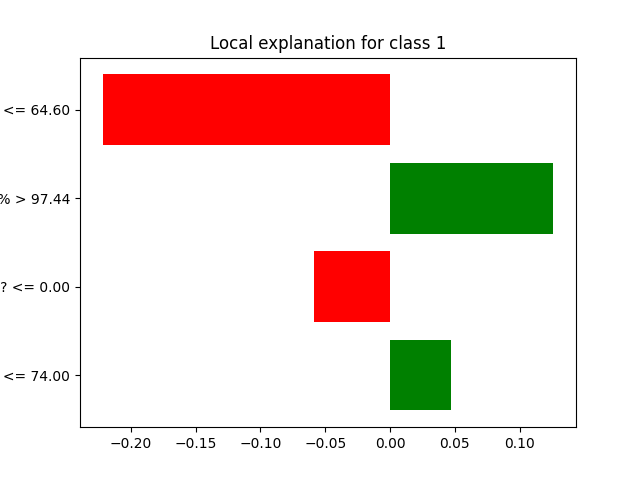 Local explanation for class 1
<= 64.60
% > 97.44
? <= 0.00
<= 74.00
−0.20 −0.15 −0.10 −0.05 0.00 0.05 0.10